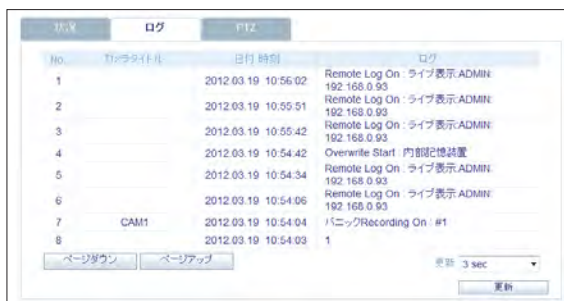 状況 ログ PTZ
No. カメラタイトル 日付 時刻 ログ
1 2012.03.19 10:56:02 Remote Log On : ライブ表示:ADMIN:
192.168.0.93
2 2012.03.19 10:55:51 Remote Log On : ライブ表示:ADMIN:
192.168.0.93
3 2012.03.19 10:55:42 Remote Log On : ライブ表示:ADMIN:
192.168.0.93
4 2012.03.19 10:54:42 Overwrite Start : 内部記憶装置
5 2012.03.19 10:54:34 Remote Log On : ライブ表示:ADMIN:
192.168.0.93
6 2012.03.19 10:54:06 Remote Log On : ライブ表示:ADMIN:
192.168.0.93
7 CAM1 2012.03.19 10:54:04 パニックRecording On : #1
8 2012.03.19 10:54:03 1
ページダウン ページアップ 更新 3 sec
更新